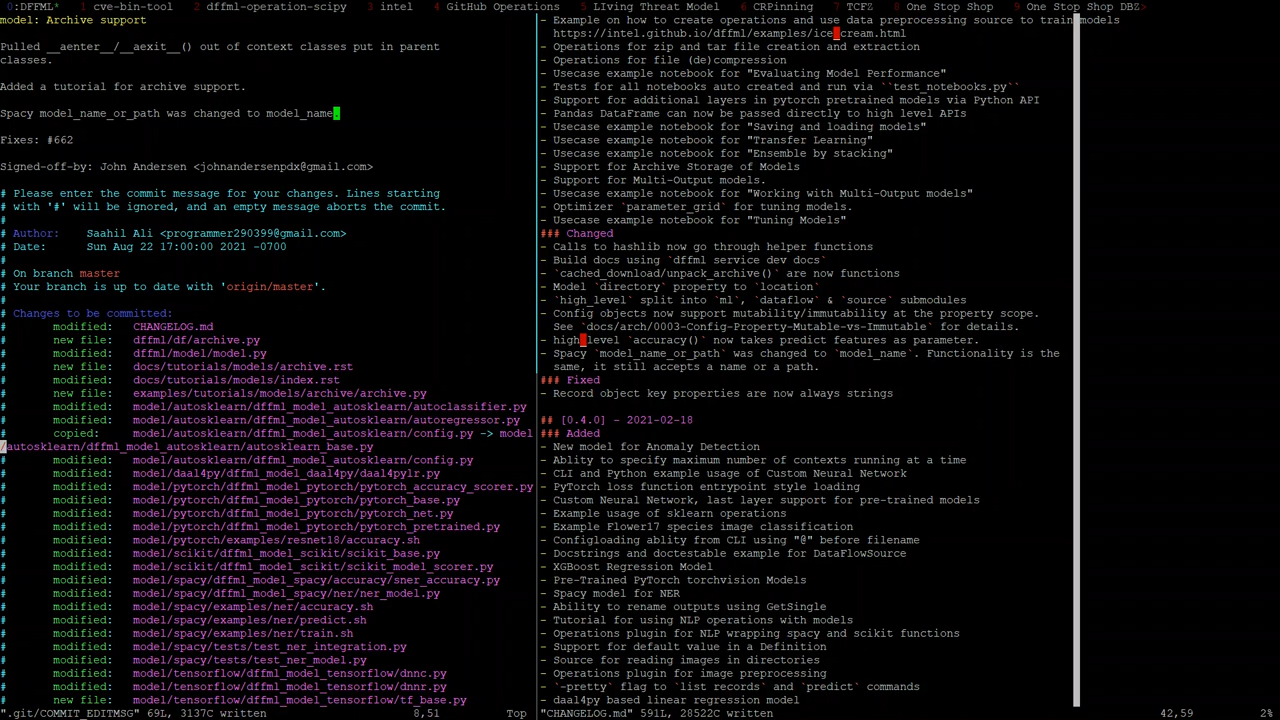 0:DFFML* 1 cve-bin-tool 2 dffml-operation-scipy 3 intel 4 GitHub Operations 5 LIving Threat Model 6 CRPinning 7 TCFZ 8 One Stop Shop 9 One Stop Shop DBZ>
model: Archive support
Pulled __aenter__/__aexit__() out of context classes put in parent
classes.
Added a tutorial for archive support.
Spacy model_name_or_path was changed to model_name.
Fixes: #662
Signed-off-by: John Andersen <johnandersenpdx@gmail.com>
# Please enter the commit message for your changes. Lines starting
# with '#' will be ignored, and an empty message aborts the commit.
#
# Author:    Saahil Ali <programmer290399@gmail.com>
# Date:      Sun Aug 22 17:00:00 2021 -0700
#
# On branch master
# Your branch is up to date with 'origin/master'.
#
# Changes to be committed:
#     modified:   CHANGELOG.md
#     new file:   dffml/df/archive.py
#     modified:   dffml/model/model.py
#     new file:   docs/tutorials/models/archive.rst
#     modified:   docs/tutorials/models/index.rst
#     new file:   examples/tutorials/models/archive/archive.py
#     modified:   model/autosklearn/dffml_model_autosklearn/autoclassifier.py
#     modified:   model/autosklearn/dffml_model_autosklearn/autoregressor.py
#     copied:     model/autosklearn/dffml_model_autosklearn/config.py -> model
/autosklearn/dffml_model_autosklearn/autosklearn_base.py
#     modified:   model/autosklearn/dffml_model_autosklearn/config.py
#     modified:   model/daal4py/dffml_model_daal4py/daal4pylr.py
#     modified:   model/pytorch/dffml_model_pytorch/pytorch_accuracy_scorer.py
#     modified:   model/pytorch/dffml_model_pytorch/pytorch_base.py
#     modified:   model/pytorch/dffml_model_pytorch/pytorch_net.py
#     modified:   model/pytorch/dffml_model_pytorch/pytorch_pretrained.py
#     modified:   model/pytorch/examples/resnet18/accuracy.sh
#     modified:   model/scikit/dffml_model_scikit/scikit_base.py
#     modified:   model/scikit/dffml_model_scikit/scikit_model_scorer.py
#     modified:   model/spacy/dffml_model_spacy/accuracy/sner_accuracy.py
#     modified:   model/spacy/dffml_model_spacy/ner/ner_model.py
#     modified:   model/spacy/examples/ner/accuracy.sh
#     modified:   model/spacy/examples/ner/predict.sh
#     modified:   model/spacy/examples/ner/train.sh
#     modified:   model/spacy/tests/test_ner_integration.py
#     modified:   model/spacy/tests/test_ner_model.py
#     modified:   model/tensorflow/dffml_model_tensorflow/dnnc.py
#     modified:   model/tensorflow/dffml_model_tensorflow/dnnr.py
#     new file:   model/tensorflow/dffml_model_tensorflow/tf_base.py
".git/COMMIT_EDITMSG" 69L, 3137C written 8,51 Top
- Example on how to create operations and use data preprocessing source to train models
https://intel.github.io/dffml/examples/ice_cream.html
- Operations for zip and tar file creation and extraction
- Operations for file (de)compression
- Usecase example notebook for "Evaluating Model Performance"
- Tests for all notebooks auto created and run via ``test_notebooks.py``
- Support for additional layers in pytorch pretrained models via Python API
- Pandas DataFrame can now be passed directly to high level APIs
- Usecase example notebook for "Saving and loading models"
- Usecase example notebook for "Transfer Learning"
- Usecase example notebook for "Ensemble by stacking"
- Support for Archive Storage of Models
- Support for Multi-Output models.
- Usecase example notebook for "Working with Multi-Output models"
- Optimizer `parameter_grid` for tuning models.
- Usecase example notebook for "Tuning Models"
### Changed
- Calls to hashlib now go through helper functions
- Build docs using `dffml service dev docs`
- `cached_download/unpack_archive()` are now functions
- Model `directory` property to `location`
- `high_level` split into `ml`, `dataflow` & `source` submodules
- Config objects now support mutability/immutability at the property scope.
See `docs/arch/0003-Config-Property-Mutable-vs-Immutable` for details.
- high_level `accuracy()` now takes predict features as parameter.
- Spacy `model_name_or_path` was changed to `model_name`. Functionality is the
same, it still accepts a name or a path.
### Fixed
- Record object key properties are now always strings
## [0.4.0] - 2021-02-18
### Added
- New model for Anomaly Detection
- Ablity to specify maximum number of contexts running at a time
- CLI and Python example usage of Custom Neural Network
- PyTorch loss function entrypoint style loading
- Custom Neural Network, last layer support for pre-trained models
- Example usage of sklearn operations
- Example Flower17 species image classification
- Configloading ablity from CLI using "@" before filename
- Docstrings and doctestable example for DataFlowSource
- XGBoost Regression Model
- Pre-Trained PyTorch torchvision Models
- Spacy model for NER
- Ability to rename outputs using GetSingle
- Tutorial for using NLP operations with models
- Operations plugin for NLP wrapping spacy and scikit functions
- Support for default value in a Definition
- Source for reading images in directories
- Operations plugin for image preprocessing
- `-pretty` flag to `list records` and `predict` commands
- daal4py based linear regression model
"CHANGELOG.md" 591L, 28522C written 42,59 2%